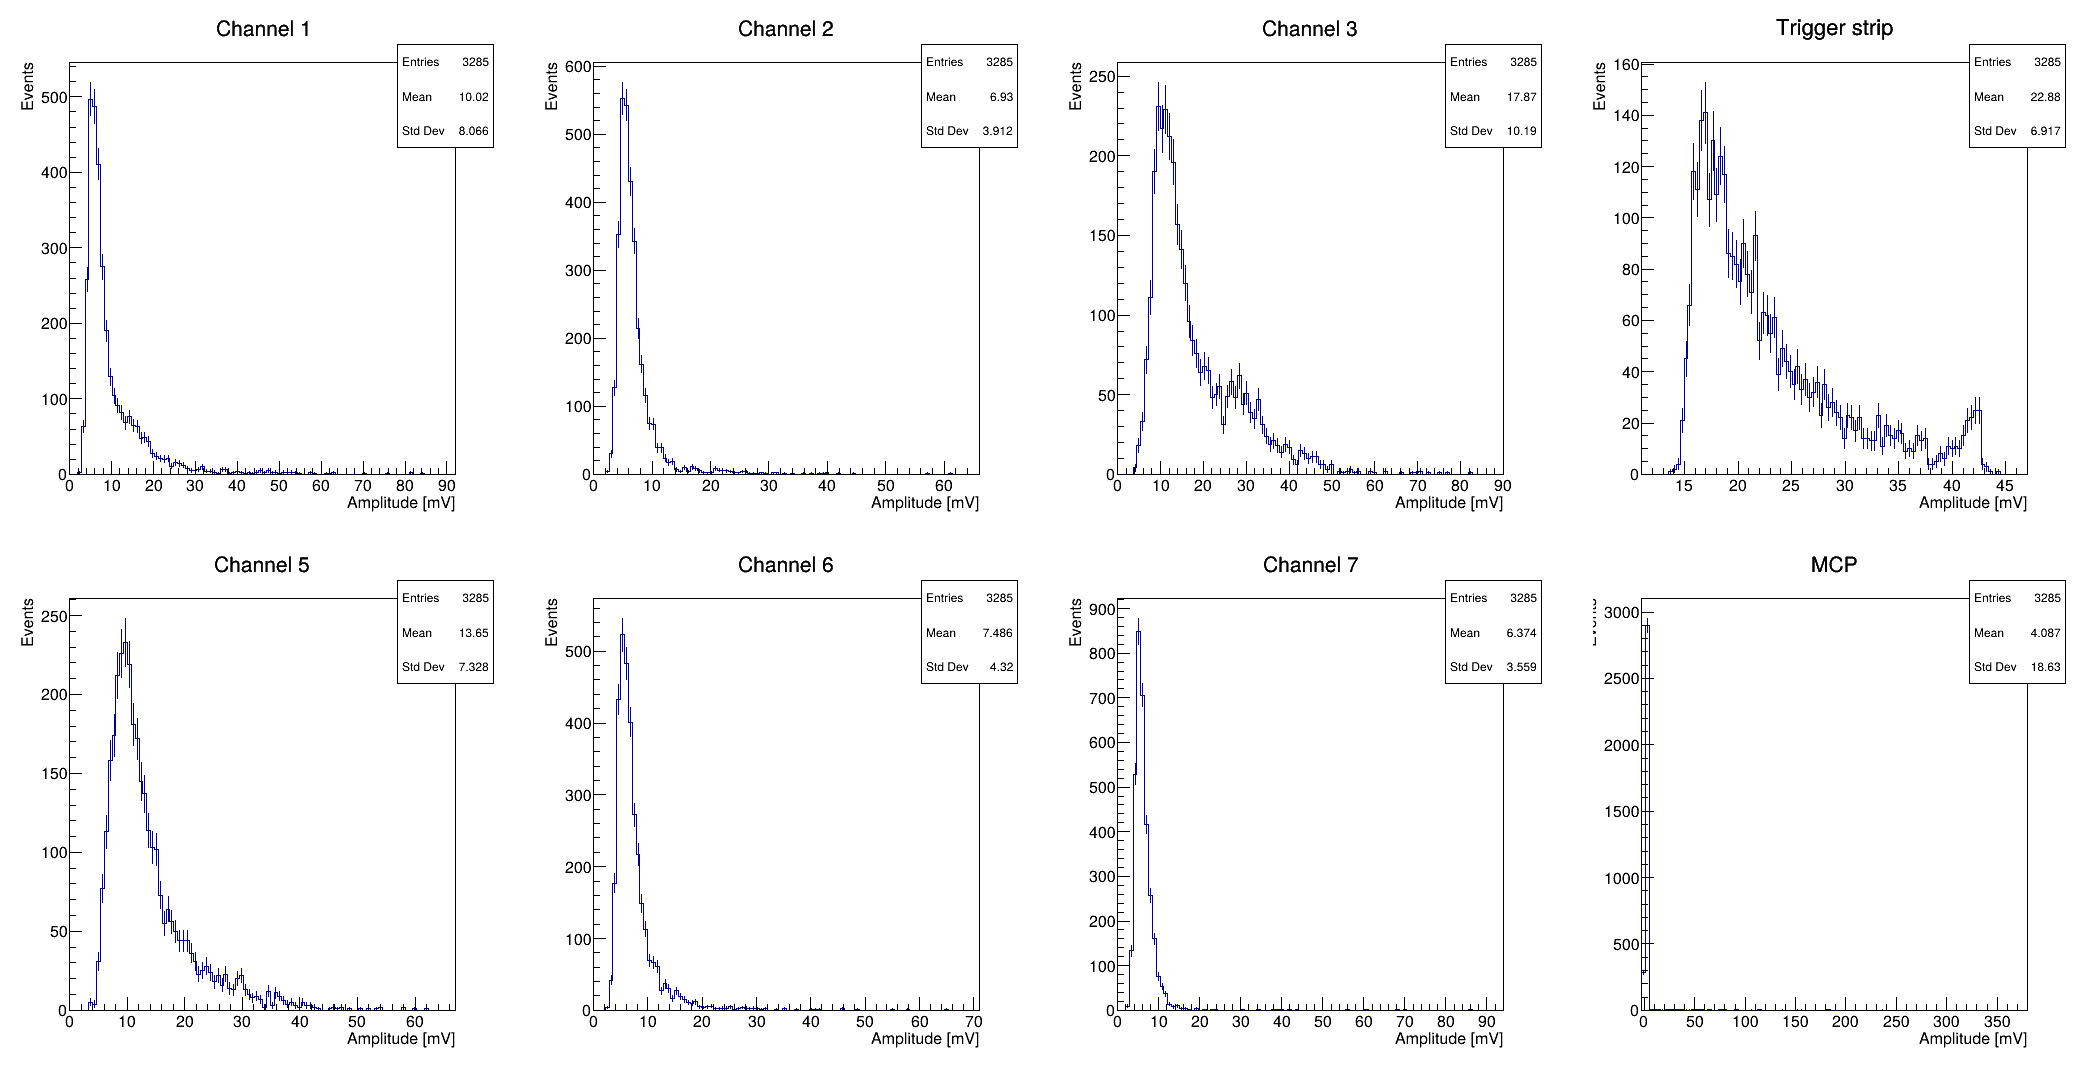 Channel 1
Events
Entries 3285
Mean 10.02
Std Dev 8.066
500
400
300
200
100
0
0 10 20 30 40 50 60 70 80 90
Amplitude [mV]
Channel 2
Events
Entries 3285
Mean 6.93
Std Dev 3.912
600
500
400
300
200
100
0
0 10 20 30 40 50 60
Amplitude [mV]
Channel 3
Events
Entries 3285
Mean 17.87
Std Dev 10.19
250
200
150
100
50
0
0 10 20 30 40 50 60 70 80 90
Amplitude [mV]
Trigger strip
Events
Entries 3285
Mean 22.88
Std Dev 6.917
160
140
120
100
80
60
40
20
0
15 20 25 30 35 40 45
Amplitude [mV]
Channel 5
Events
Entries 3285
Mean 13.65
Std Dev 7.328
250
200
150
100
50
0
0 10 20 30 40 50 60
Amplitude [mV]
Channel 6
Events
Entries 3285
Mean 7.486
Std Dev 4.32
500
400
300
200
100
0
0 10 20 30 40 50 60 70
Amplitude [mV]
Channel 7
Events
Entries 3285
Mean 6.374
Std Dev 3.559
900
800
700
600
500
400
300
200
100
0
0 10 20 30 40 50 60 70 80 90
Amplitude [mV]
MCP
Entries 3285
Mean 4.087
Std Dev 18.63
3000
2500
2000
1500
1000
500
0
0 50 100 150 200 250 300 350
Amplitude [mV]